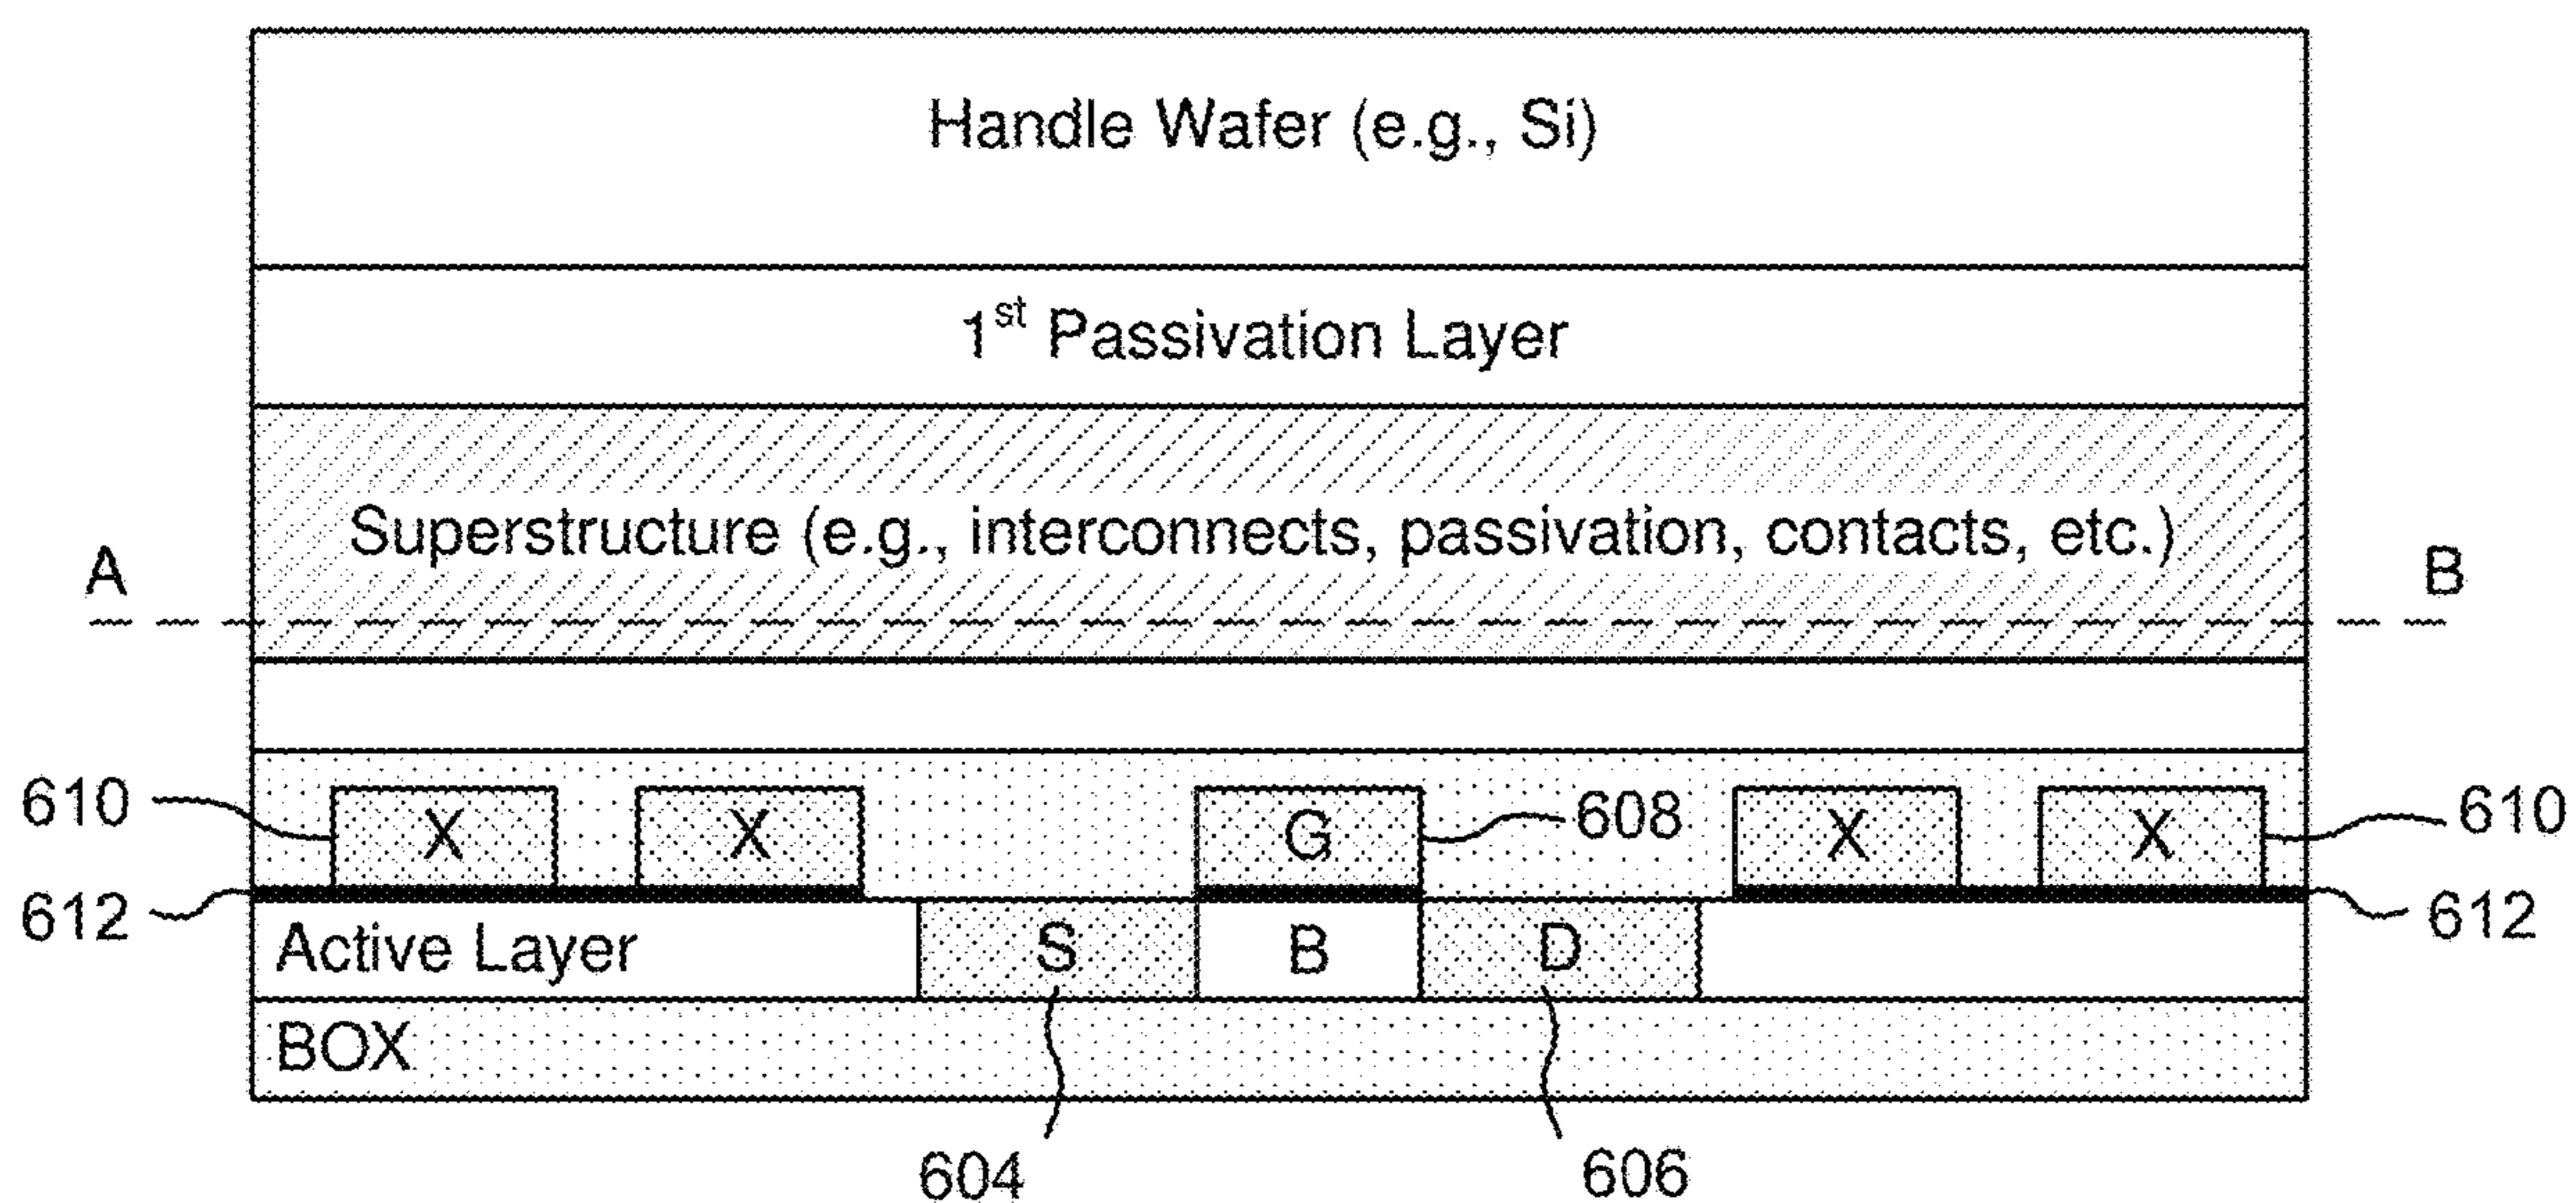 Handle Wafer (e.g., Si)
1st Passivation Layer
Superstructure (e.g., interconnects, passivation, contacts, etc.)
A
B
610
X
X
G
608
X
X
610
612
612
Active Layer
S
B
D
BOX
604
606